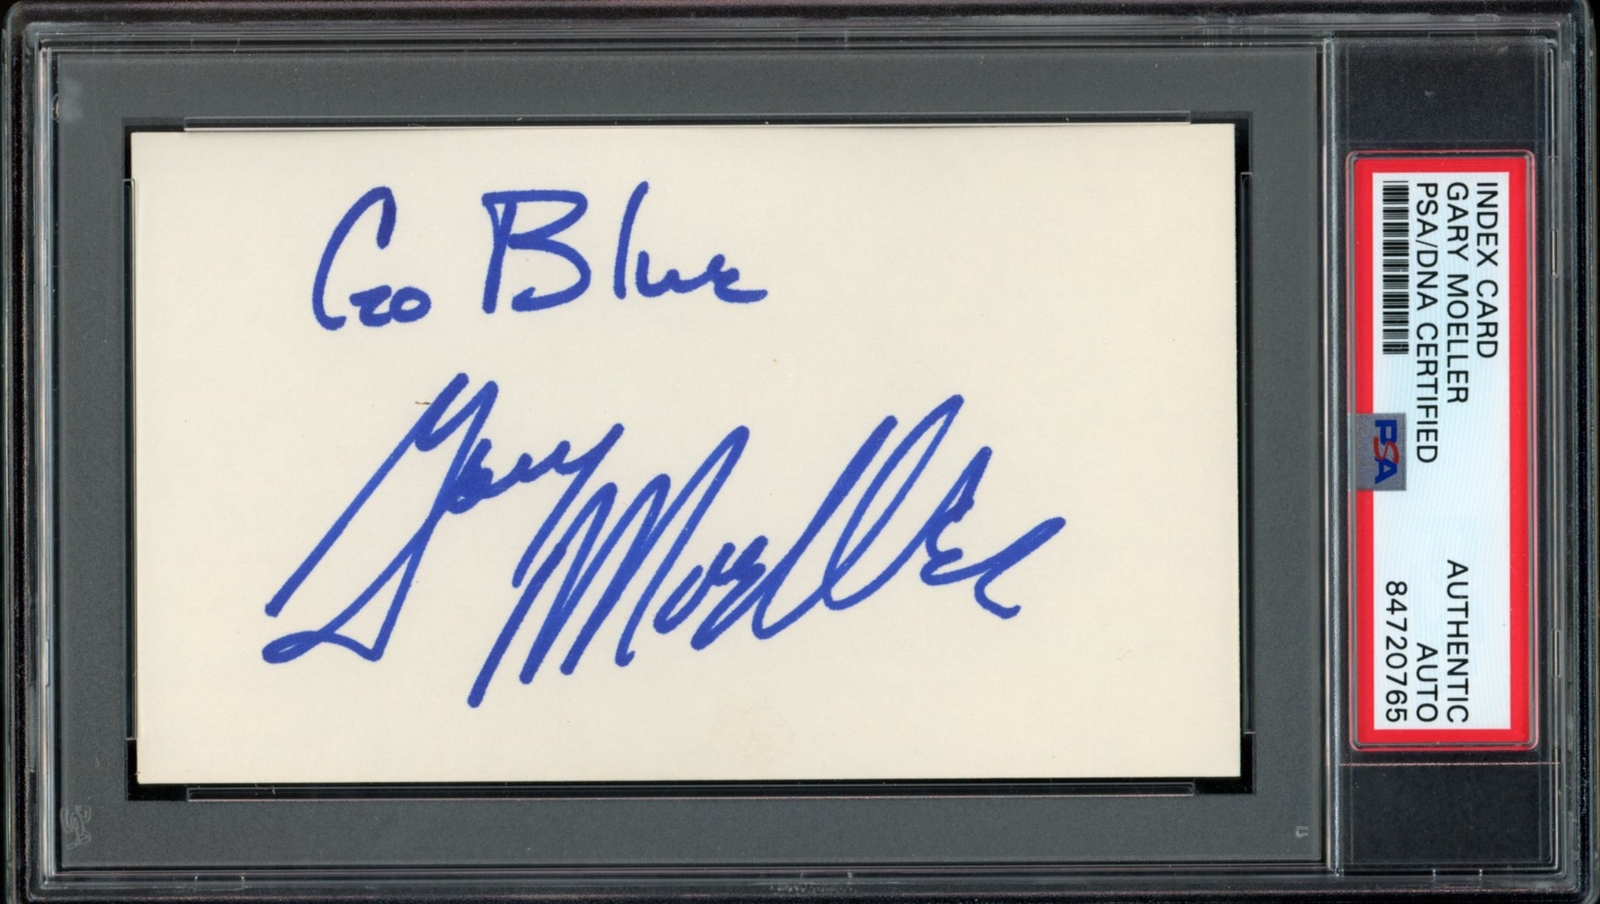 Go Blue
Gary Moeller
INDEX CARD
GARY MOELLER
PSA/DNA CERTIFIED
AUTHENTIC
AUTO
84720765
PSA